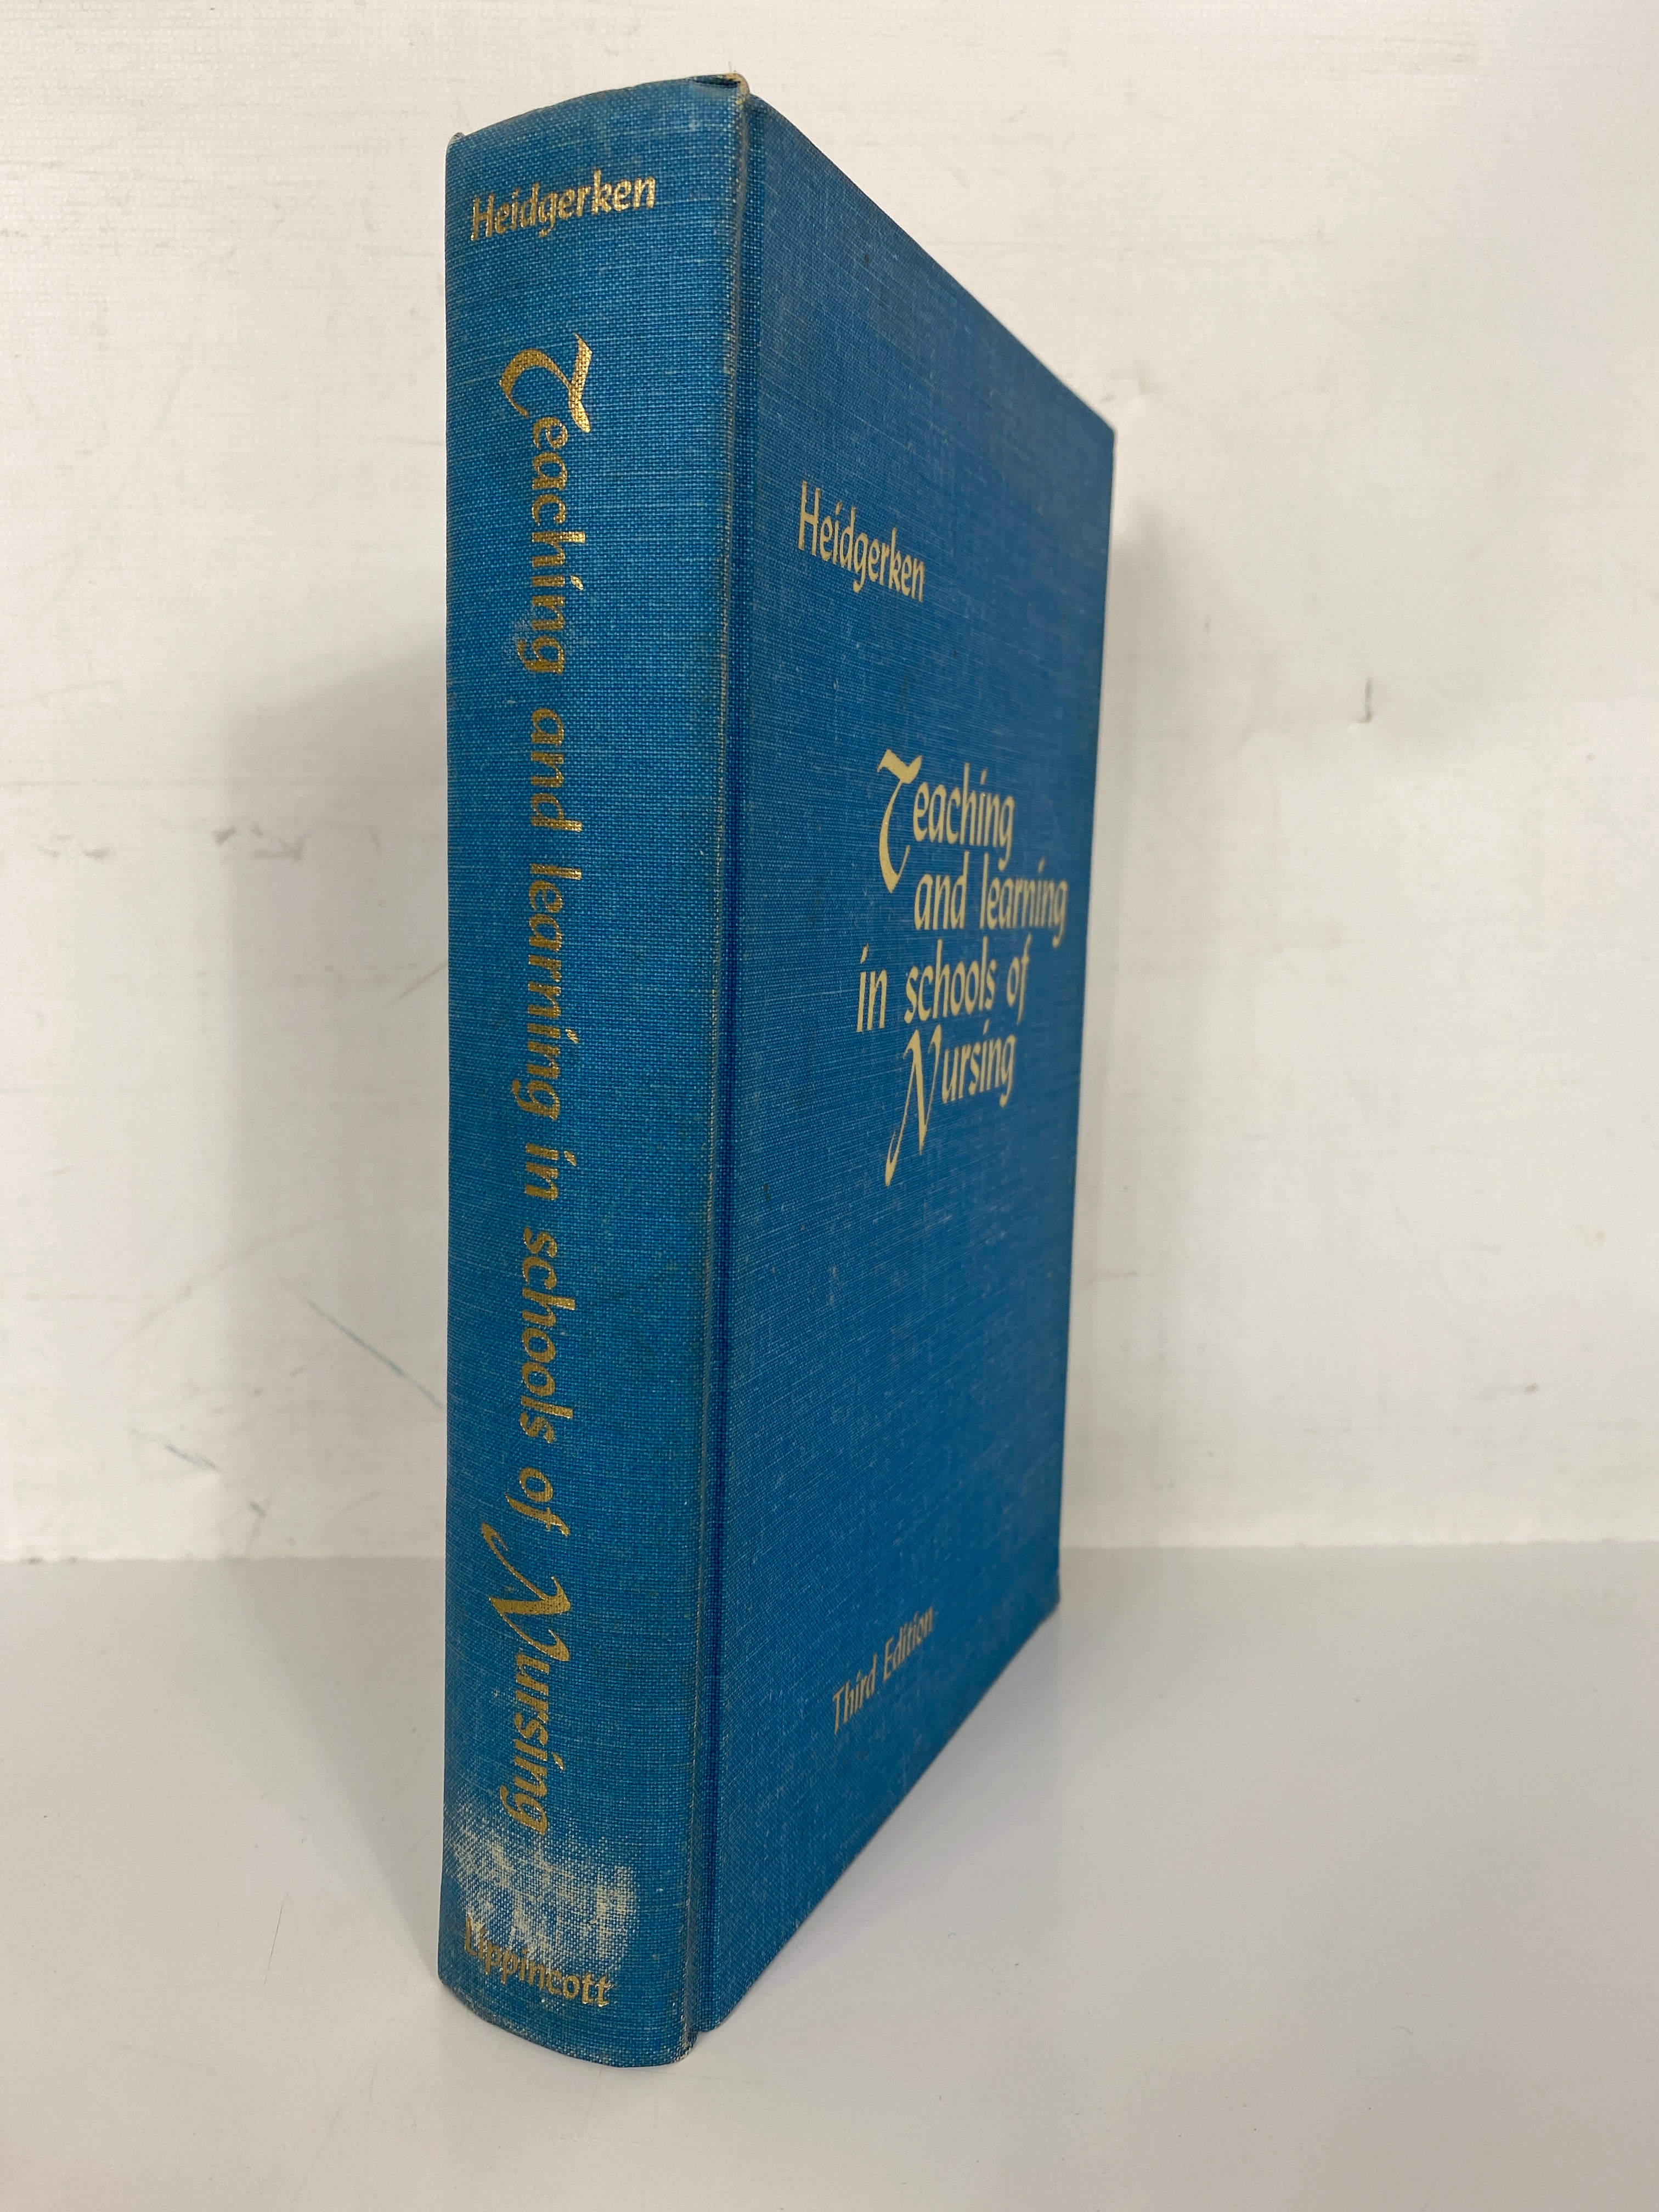 Heidgerken
Teaching and learning in schools of Nursing
Lippincott
Heidgerken
Teaching
and learning
in schools of
Nursing
Third Edition